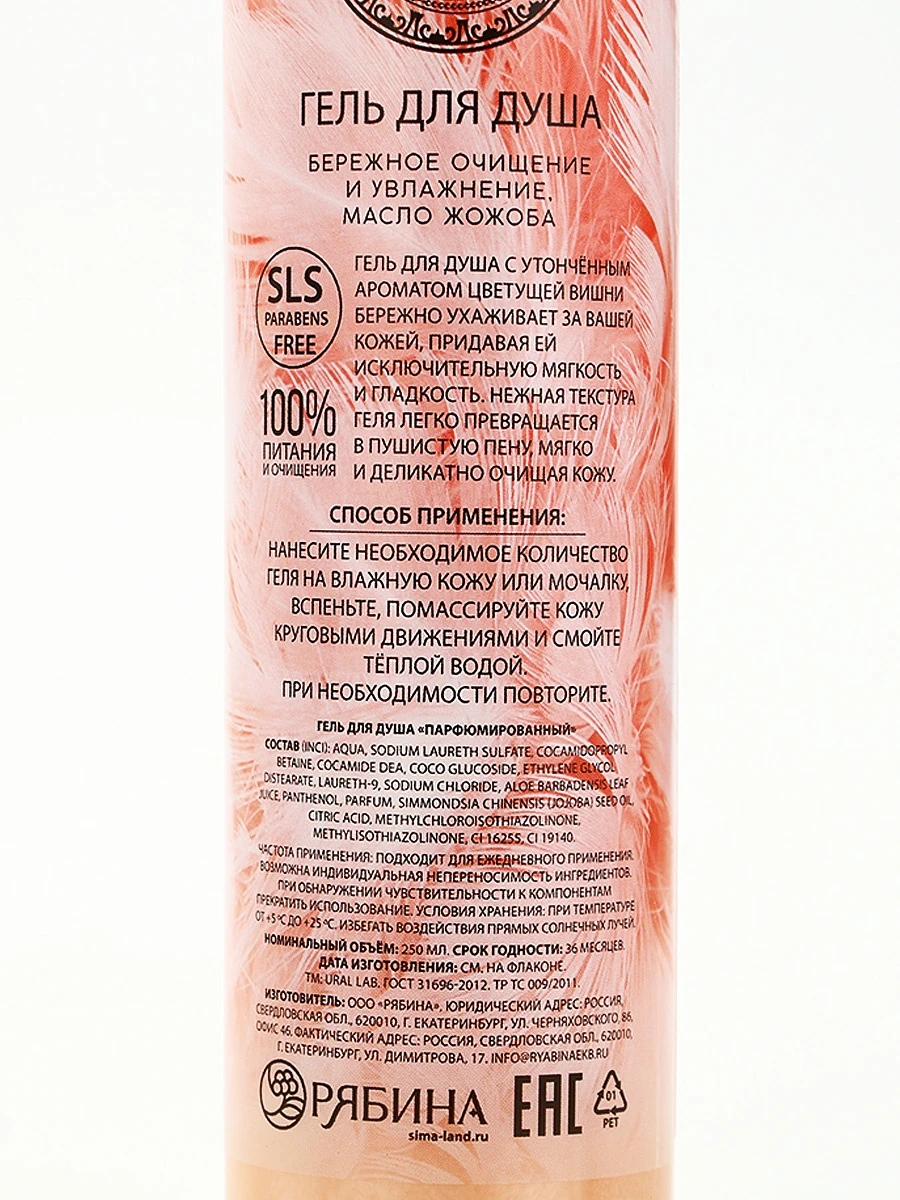 ГЕЛЬ ДЛЯ ДУША
БЕРЕЖНОЕ ОЧИЩЕНИЕ
И УВЛАЖНЕНИЕ,
МАСЛО ЖОЖОБА
SLS
PARABENS
FREE
100%
ПИТАНИЯ
И ОЧИЩЕНИЯ
ГЕЛЬ ДЛЯ ДУША С УТОНЧЁННЫМ
АРОМАТОМ ЦВЕТУЩЕЙ ВИШНИ
БЕРЕЖНО УХАЖИВАЕТ ЗА ВАШЕЙ
КОЖЕЙ, ПРИДАВАЯ ЕЙ
ИСКЛЮЧИТЕЛЬНУЮ МЯГКОСТЬ
И ГЛАДКОСТЬ. НЕЖНАЯ ТЕКСТУРА
ГЕЛЯ ЛЕГКО ПРЕВРАЩАЕТСЯ
В ПУШИСТУЮ ПЕНУ, МЯГКО
И ДЕЛИКАТНО ОЧИЩАЯ КОЖУ.
СПОСОБ ПРИМЕНЕНИЯ:
НАНЕСИТЕ НЕОБХОДИМОЕ КОЛИЧЕСТВО
ГЕЛЯ НА ВЛАЖНУЮ КОЖУ ИЛИ МОЧАЛКУ,
ВСПЕНЬТЕ, ПОМАССИРУЙТЕ КОЖУ
КРУГОВЫМИ ДВИЖЕНИЯМИ И СМОЙТЕ
ТЁПЛОЙ ВОДОЙ.
ПРИ НЕОБХОДИМОСТИ ПОВТОРИТЕ.
ГЕЛЬ ДЛЯ ДУША «ПАРФЮМИРОВАННЫЙ»
СОСТАВ (INCI): AQUA, SODIUM LAURETH SULFATE, COCAMIDOPROPYL
BETAINE, COCAMIDE DEA, COCO GLUCOSIDE, ETHYLENE GLYCOL
DISTEARATE, LAURETH-9, SODIUM CHLORIDE, ALOE BARBADENSIS LEAF
JUICE, PANTHENOL, PARFUM, SIMMONDSIA CHINENSIS (JOJOBA) SEED OIL,
CITRIC ACID, METHYLCHLOROISOTHIAZOLINONE,
METHYLISOTHIAZOLINONE, CI 16255, CI 19140.
ЧАСТОТА ПРИМЕНЕНИЯ: ПОДХОДИТ ДЛЯ ЕЖЕДНЕВНОГО ПРИМЕНЕНИЯ.
ВОЗМОЖНА ИНДИВИДУАЛЬНАЯ НЕПЕРЕНОСИМОСТЬ ИНГРЕДИЕНТОВ.
ПРИ ОБНАРУЖЕНИИ ЧУВСТВИТЕЛЬНОСТИ К КОМПОНЕНТАМ
ПРЕКРАТИТЬ ИСПОЛЬЗОВАНИЕ. УСЛОВИЯ ХРАНЕНИЯ: ПРИ ТЕМПЕРАТУРЕ
ОТ +5 °С ДО +25 °С. ИЗБЕГАТЬ ВОЗДЕЙСТВИЯ ПРЯМЫХ СОЛНЕЧНЫХ ЛУЧЕЙ.
НОМИНАЛЬНЫЙ ОБЪЁМ: 250 МЛ. СРОК ГОДНОСТИ: 36 МЕСЯЦЕВ.
ДАТА ИЗГОТОВЛЕНИЯ: СМ. НА ФЛАКОНЕ.
ТМ: URAL LAB. ГОСТ 31696-2012. ТР ТС 009/2011.
ИЗГОТОВИТЕЛЬ: ООО «РЯБИНА», ЮРИДИЧЕСКИЙ АДРЕС: РОССИЯ,
СВЕРДЛОВСКАЯ ОБЛ., 620010, Г. ЕКАТЕРИНБУРГ, УЛ. ЧЕРНЯХОВСКОГО, 86,
ОФИС 46. ФАКТИЧЕСКИЙ АДРЕС: РОССИЯ, СВЕРДЛОВСКАЯ ОБЛ., 620010,
Г. ЕКАТЕРИНБУРГ, УЛ. ДИМИТРОВА, 17. INFO@RYABINAEKB.RU
РЯБИНА
sima-land.ru
EAC
01
PET